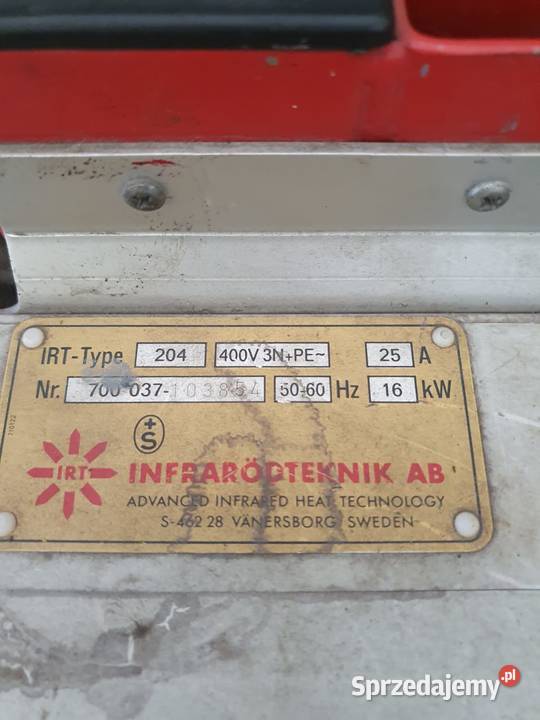 IRT-Type 204 400V 3N+PE~ 25 A
Nr. 700 037-103854 50-60 Hz 16 kW
710122
+S
IRT INFRARÖDTEKNIK AB
ADVANCED INFRARED HEAT TECHNOLOGY
S-462 28 VÄNERSBORG SWEDEN
Sprzedajemy.pl